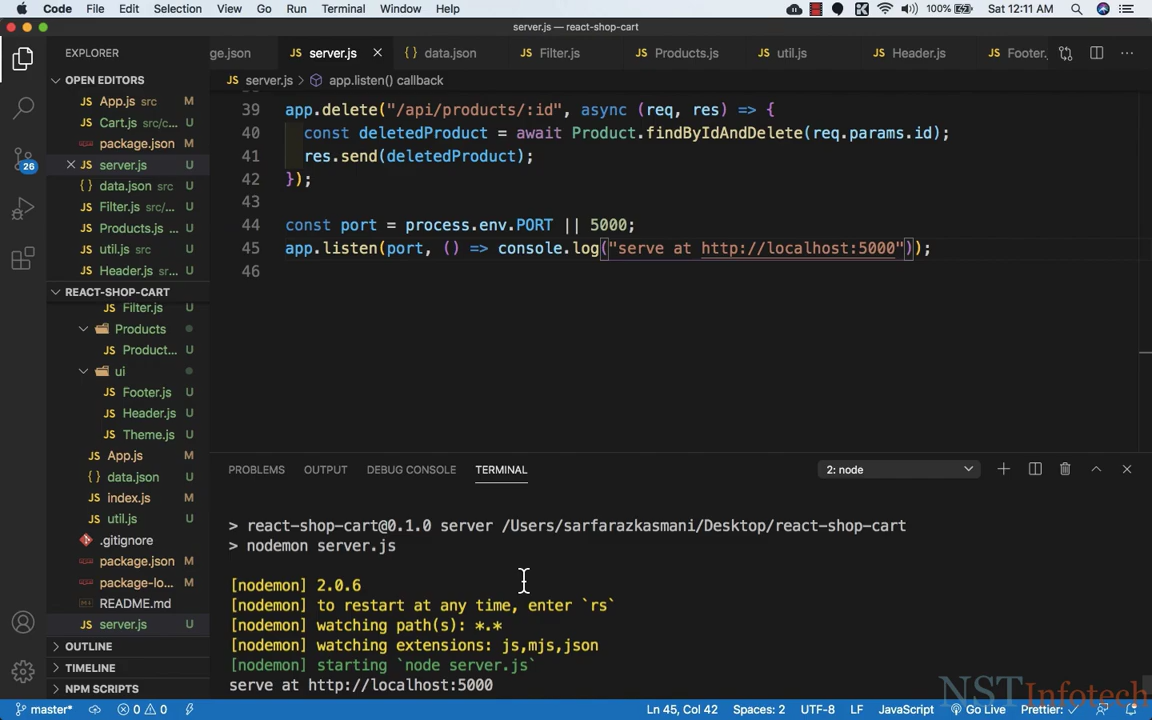 Code File Edit Selection View Go Run Terminal Window Help 100% Sat 12:11 AM
server.js — react-shop-cart
EXPLORER
OPEN EDITORS
App.js src M
Cart.js src/c... U
package.json M
server.js U
data.json src U
Filter.js src/... U
Products.js ... U
util.js src U
Header.js sr... U
REACT-SHOP-CART
Filter.js U
Products
Product... U
ui
Footer.js U
Header.js U
Theme.js U
App.js M
data.json U
index.js M
util.js U
.gitignore
package.json M
package-lo... M
README.md
server.js U
OUTLINE
TIMELINE
NPM SCRIPTS
26
ge.json server.js data.json Filter.js Products.js util.js Header.js Footer.
server.js > app.listen() callback
39 app.delete("/api/products/:id", async (req, res) => {
40 const deletedProduct = await Product.findByIdAndDelete(req.params.id);
41 res.send(deletedProduct);
42 });
43
44 const port = process.env.PORT || 5000;
45 app.listen(port, () => console.log("serve at http://localhost:5000"));
46
PROBLEMS OUTPUT DEBUG CONSOLE TERMINAL 2: node
> react-shop-cart@0.1.0 server /Users/sarfarazkasmani/Desktop/react-shop-cart
> nodemon server.js
[nodemon] 2.0.6
[nodemon] to restart at any time, enter `rs`
[nodemon] watching path(s): *.*
[nodemon] watching extensions: js,mjs,json
[nodemon] starting `node server.js`
serve at http://localhost:5000
NSTInfotech
master* 0 0 Ln 45, Col 42 Spaces: 2 UTF-8 LF JavaScript Go Live Prettier: ✓